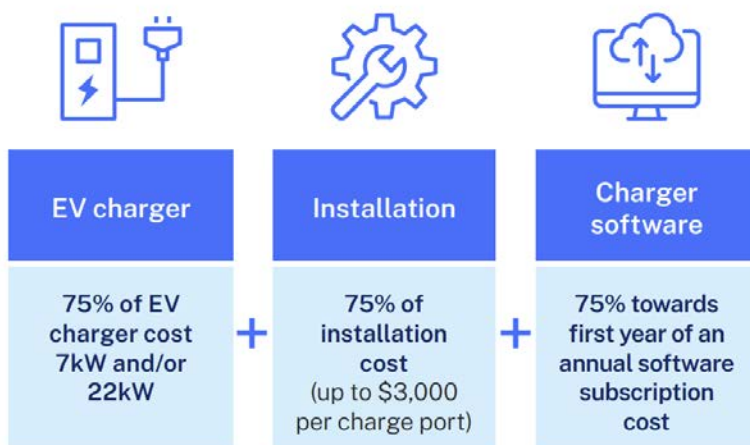 EV charger
75% of EV
charger cost
7kW and/or
22kW
+
Installation
75% of
installation
cost
(up to $3,000
per charge port)
+
Charger
software
75% towards
first year of an
annual software
subscription
cost